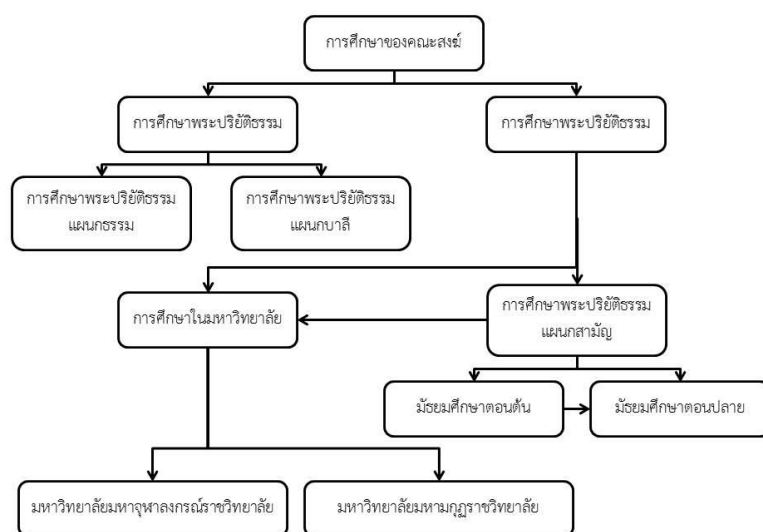 การศึกษาของคณะสงฆ์
การศึกษาพระปริยัติธรรม
การศึกษาพระปริยัติธรรม
การศึกษาพระปริยัติธรรม
แผนกธรรม
การศึกษาพระปริยัติธรรม
แผนกบาลี
การศึกษาในมหาวิทยาลัย
การศึกษาพระปริยัติธรรม
แผนกสามัญ
มัธยมศึกษาตอนต้น
มัธยมศึกษาตอนปลาย
มหาวิทยาลัยมหาจุฬาลงกรณ์ราชวิทยาลัย
มหาวิทยาลัยมหามกุฏราชวิทยาลัย